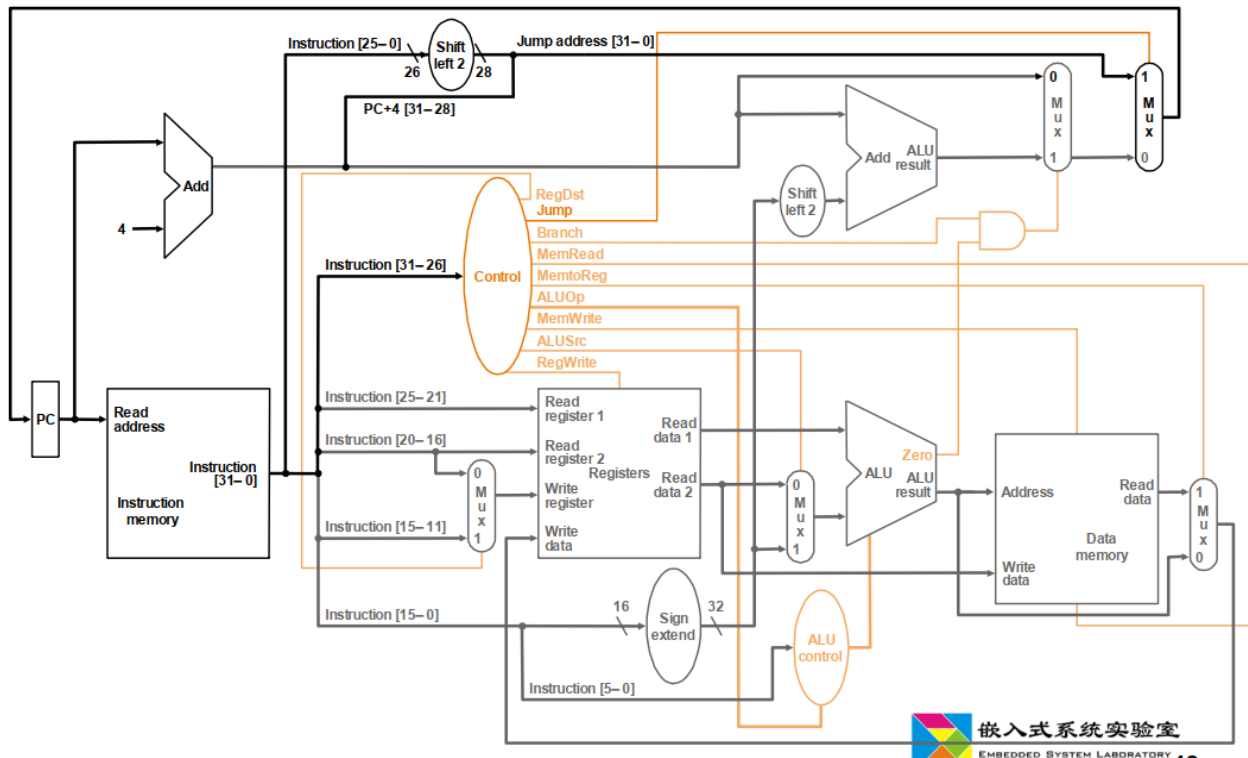 Instruction [25–0]
Shift
left 2
Jump address [31–0]
26
28
PC+4 [31–28]
Add
4
0
M
u
x
1
1
M
u
x
0
Add
ALU
result
Shift
left 2
RegDst
Jump
Branch
MemRead
MemtoReg
ALUOp
MemWrite
ALUSrc
RegWrite
Instruction [31–26]
Control
PC
Read
address
Instruction
[31–0]
Instruction
memory
Instruction [25–21]
Instruction [20–16]
Instruction [15–11]
Instruction [15–0]
Instruction [5–0]
0
M
u
x
1
Read
register 1
Read
register 2
Write
register
Write
data
Registers
Read
data 1
Read
data 2
0
M
u
x
1
Zero
ALU
ALU
result
Address
Write
data
Read
data
Data
memory
1
M
u
x
0
16
Sign
extend
32
ALU
control
嵌入式系统实验室
EMBEDDED SYSTEM LABORATORY